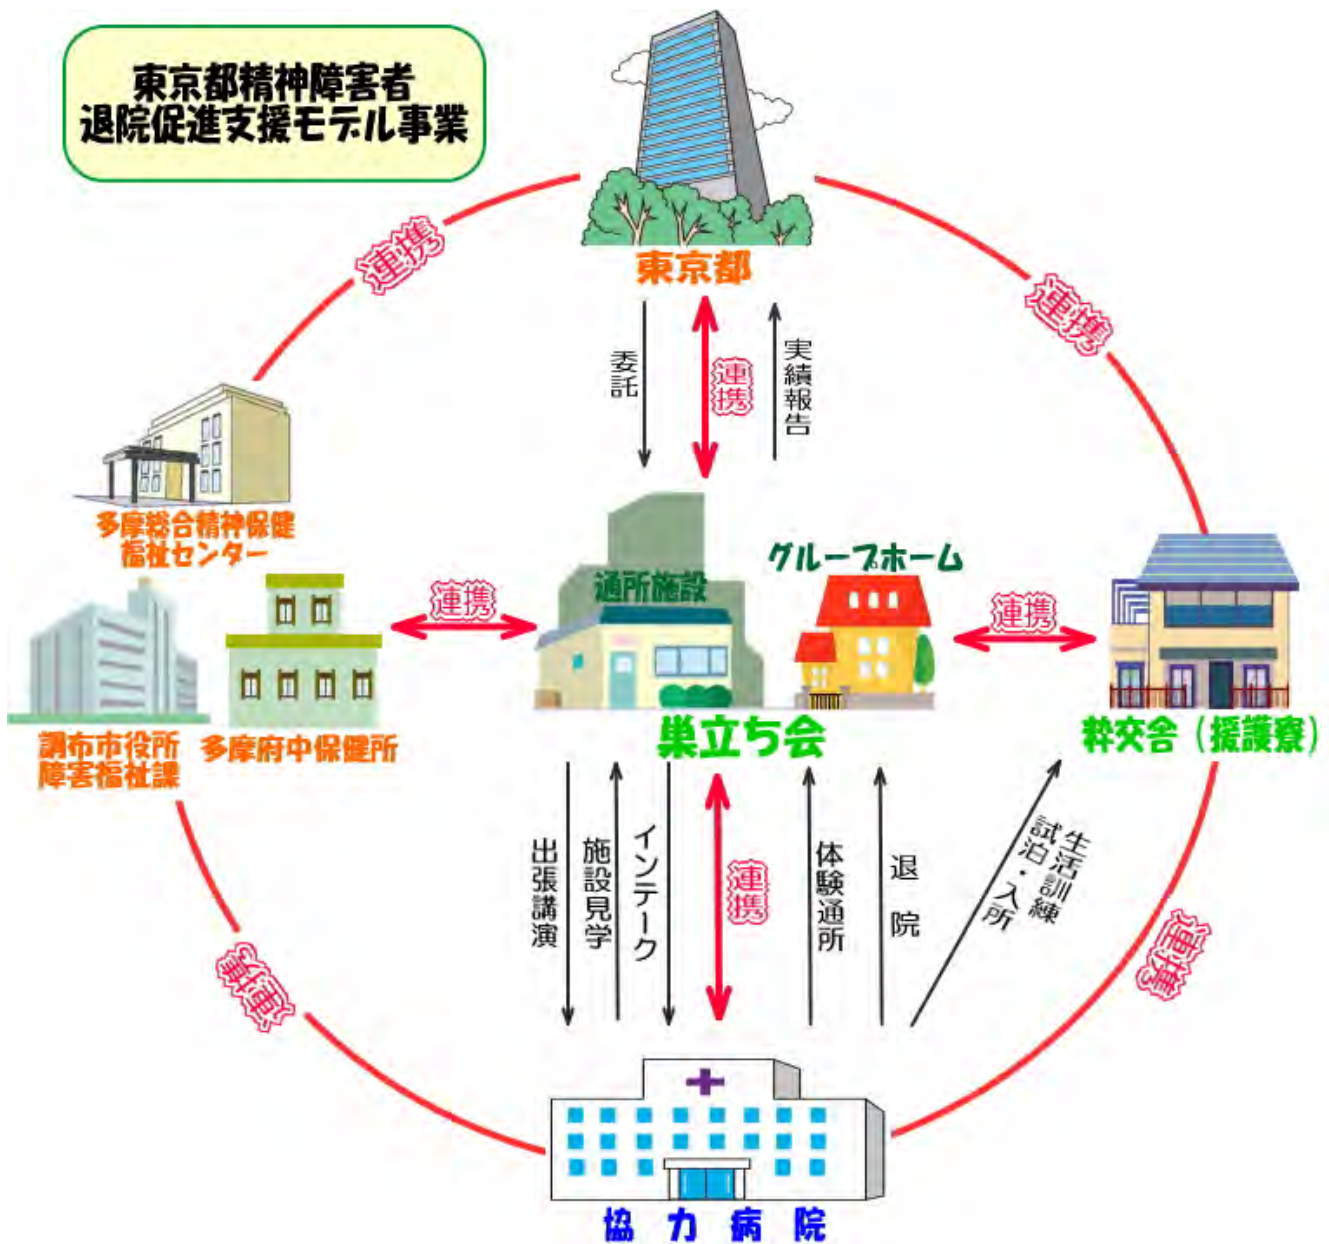 東京都精神障害者
退院促進支援モデル事業
東京都
連携
連携
委託
連携
実績報告
多摩総合精神保健
福祉センター
通所施設
グループホーム
連携
連携
調布市役所
障害福祉課
多摩府中保健所
巣立ち会
粋交舎（援護寮）
出張講演
施設見学
インテーク
連携
体験通所
退院
生活訓練
試泊・入所
連携
連携
協力病院